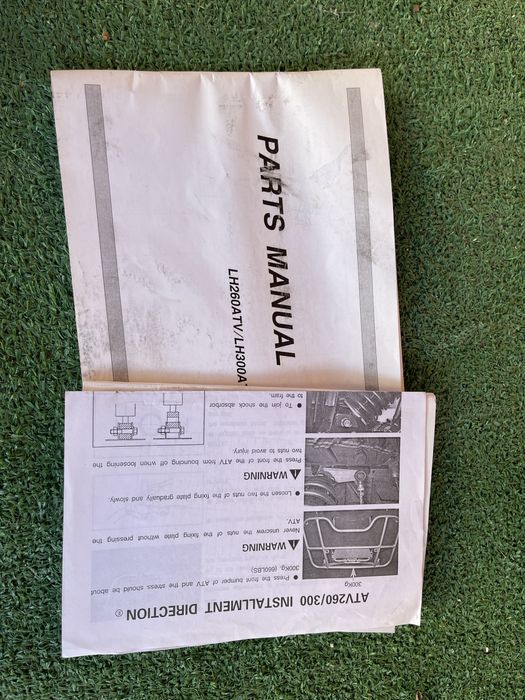 PARTS MANUAL
LH260ATV/LH300AT
ATV260/300 INSTALLMENT DIRECTION
● Press the front bumper of ATV and the stress should be about
300Kg. (660LBS)
WARNING
Never unscrew the nuts of the fixing plate without pressing the
ATV.
● Loosen the two nuts of the fixing plate gradually and slowly.
WARNING
Press the front of the ATV from bouncing off when loosening the
two nuts to avoid injury.
● To join the shock absorbor
to the fram.
300Kg